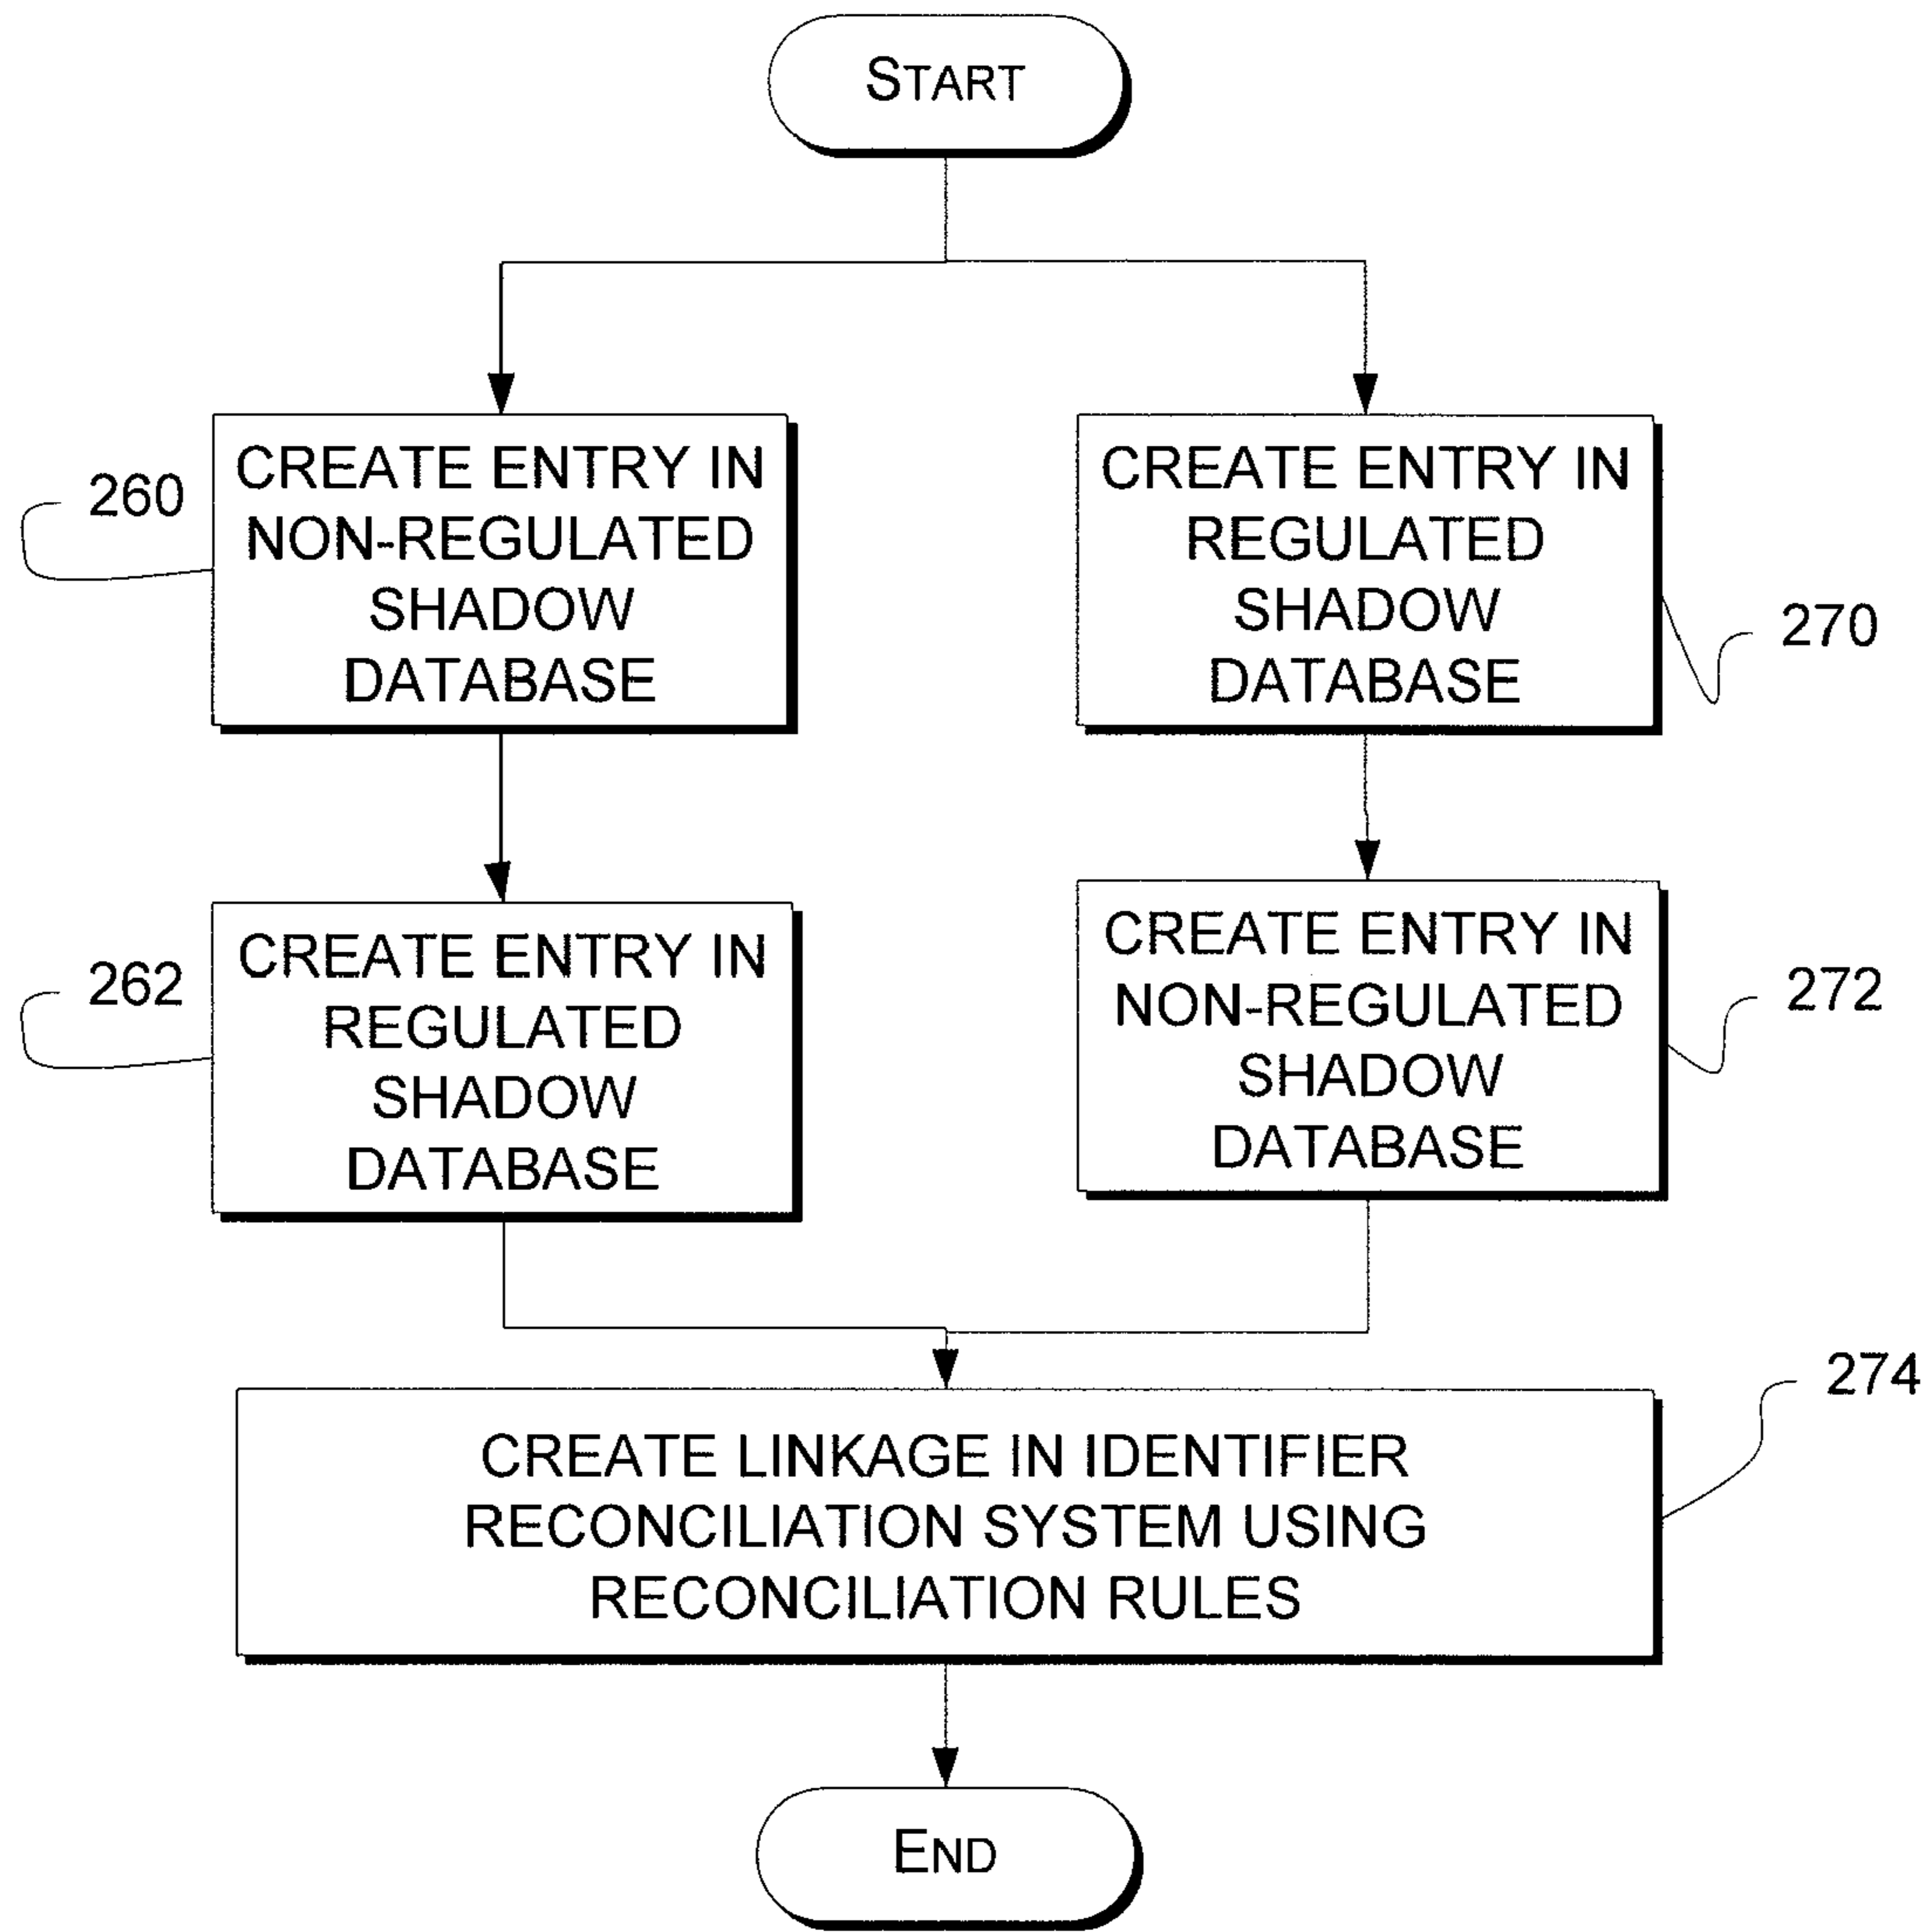 START
260
CREATE ENTRY IN
NON-REGULATED
SHADOW
DATABASE
CREATE ENTRY IN
REGULATED
SHADOW
DATABASE
270
262
CREATE ENTRY IN
REGULATED
SHADOW
DATABASE
CREATE ENTRY IN
NON-REGULATED
SHADOW
DATABASE
272
CREATE LINKAGE IN IDENTIFIER
RECONCILIATION SYSTEM USING
RECONCILIATION RULES
274
END